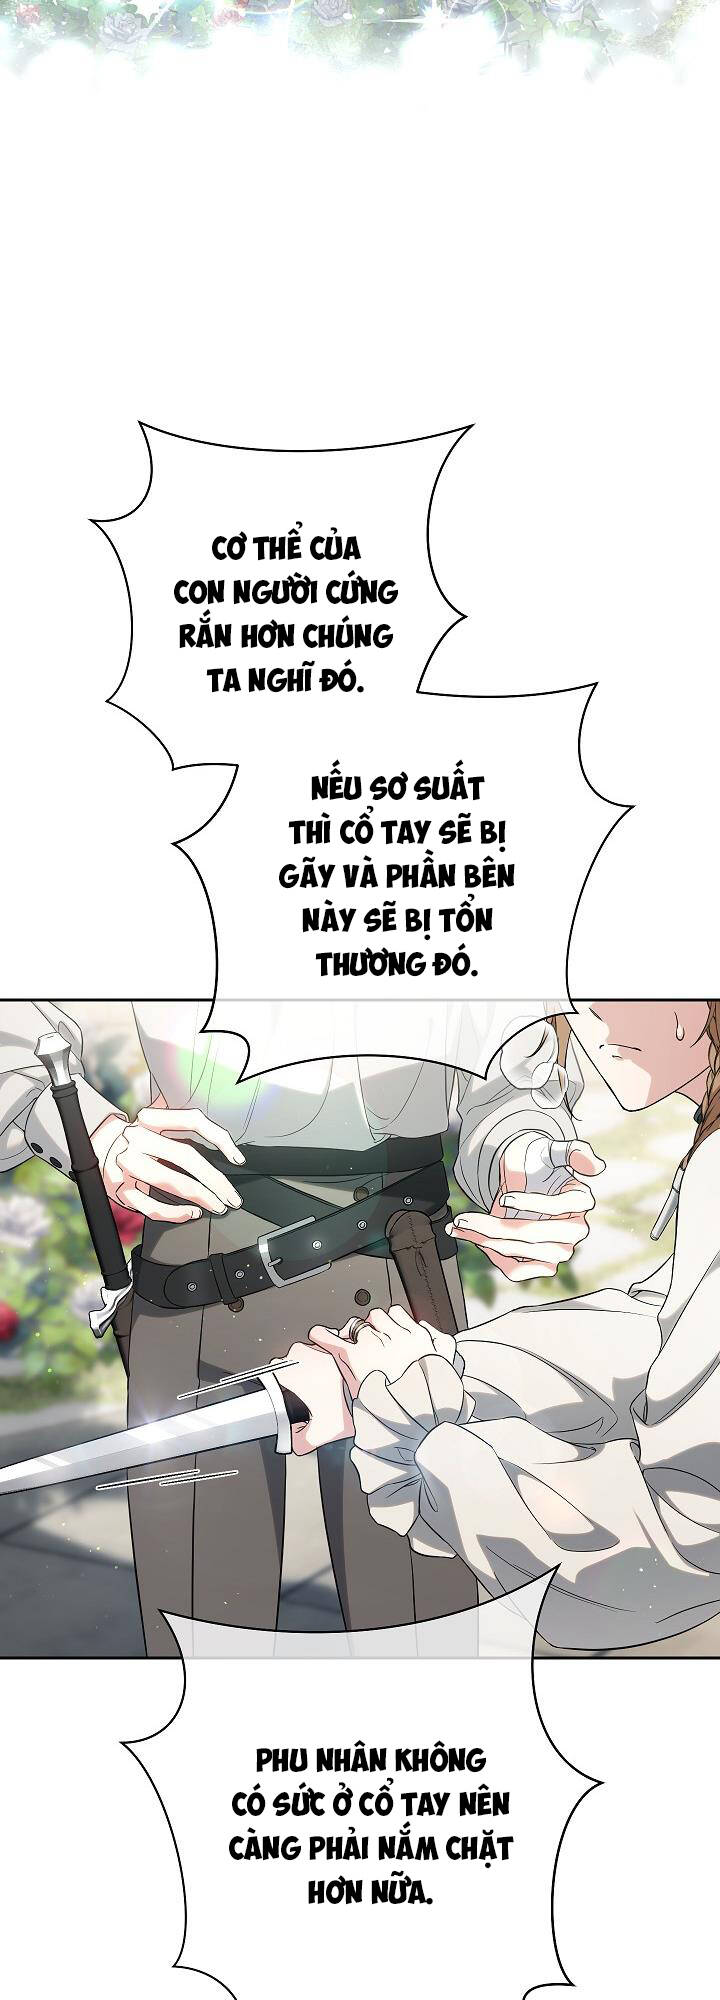 CƠ THỂ CỦA
CON NGƯỜI CỨNG
RẮN HƠN CHÚNG
TA NGHĨ ĐÓ.
NẾU SƠ SUẤT
THÌ CỔ TAY SẼ BỊ
GÃY VÀ PHẦN BÊN
NÀY SẼ BỊ TỔN
THƯƠNG ĐÓ.
PHU NHÂN KHÔNG
CÓ SỨC Ở CỔ TAY NÊN
CÀNG PHẢI NẮM CHẶT
HƠN NỮA.